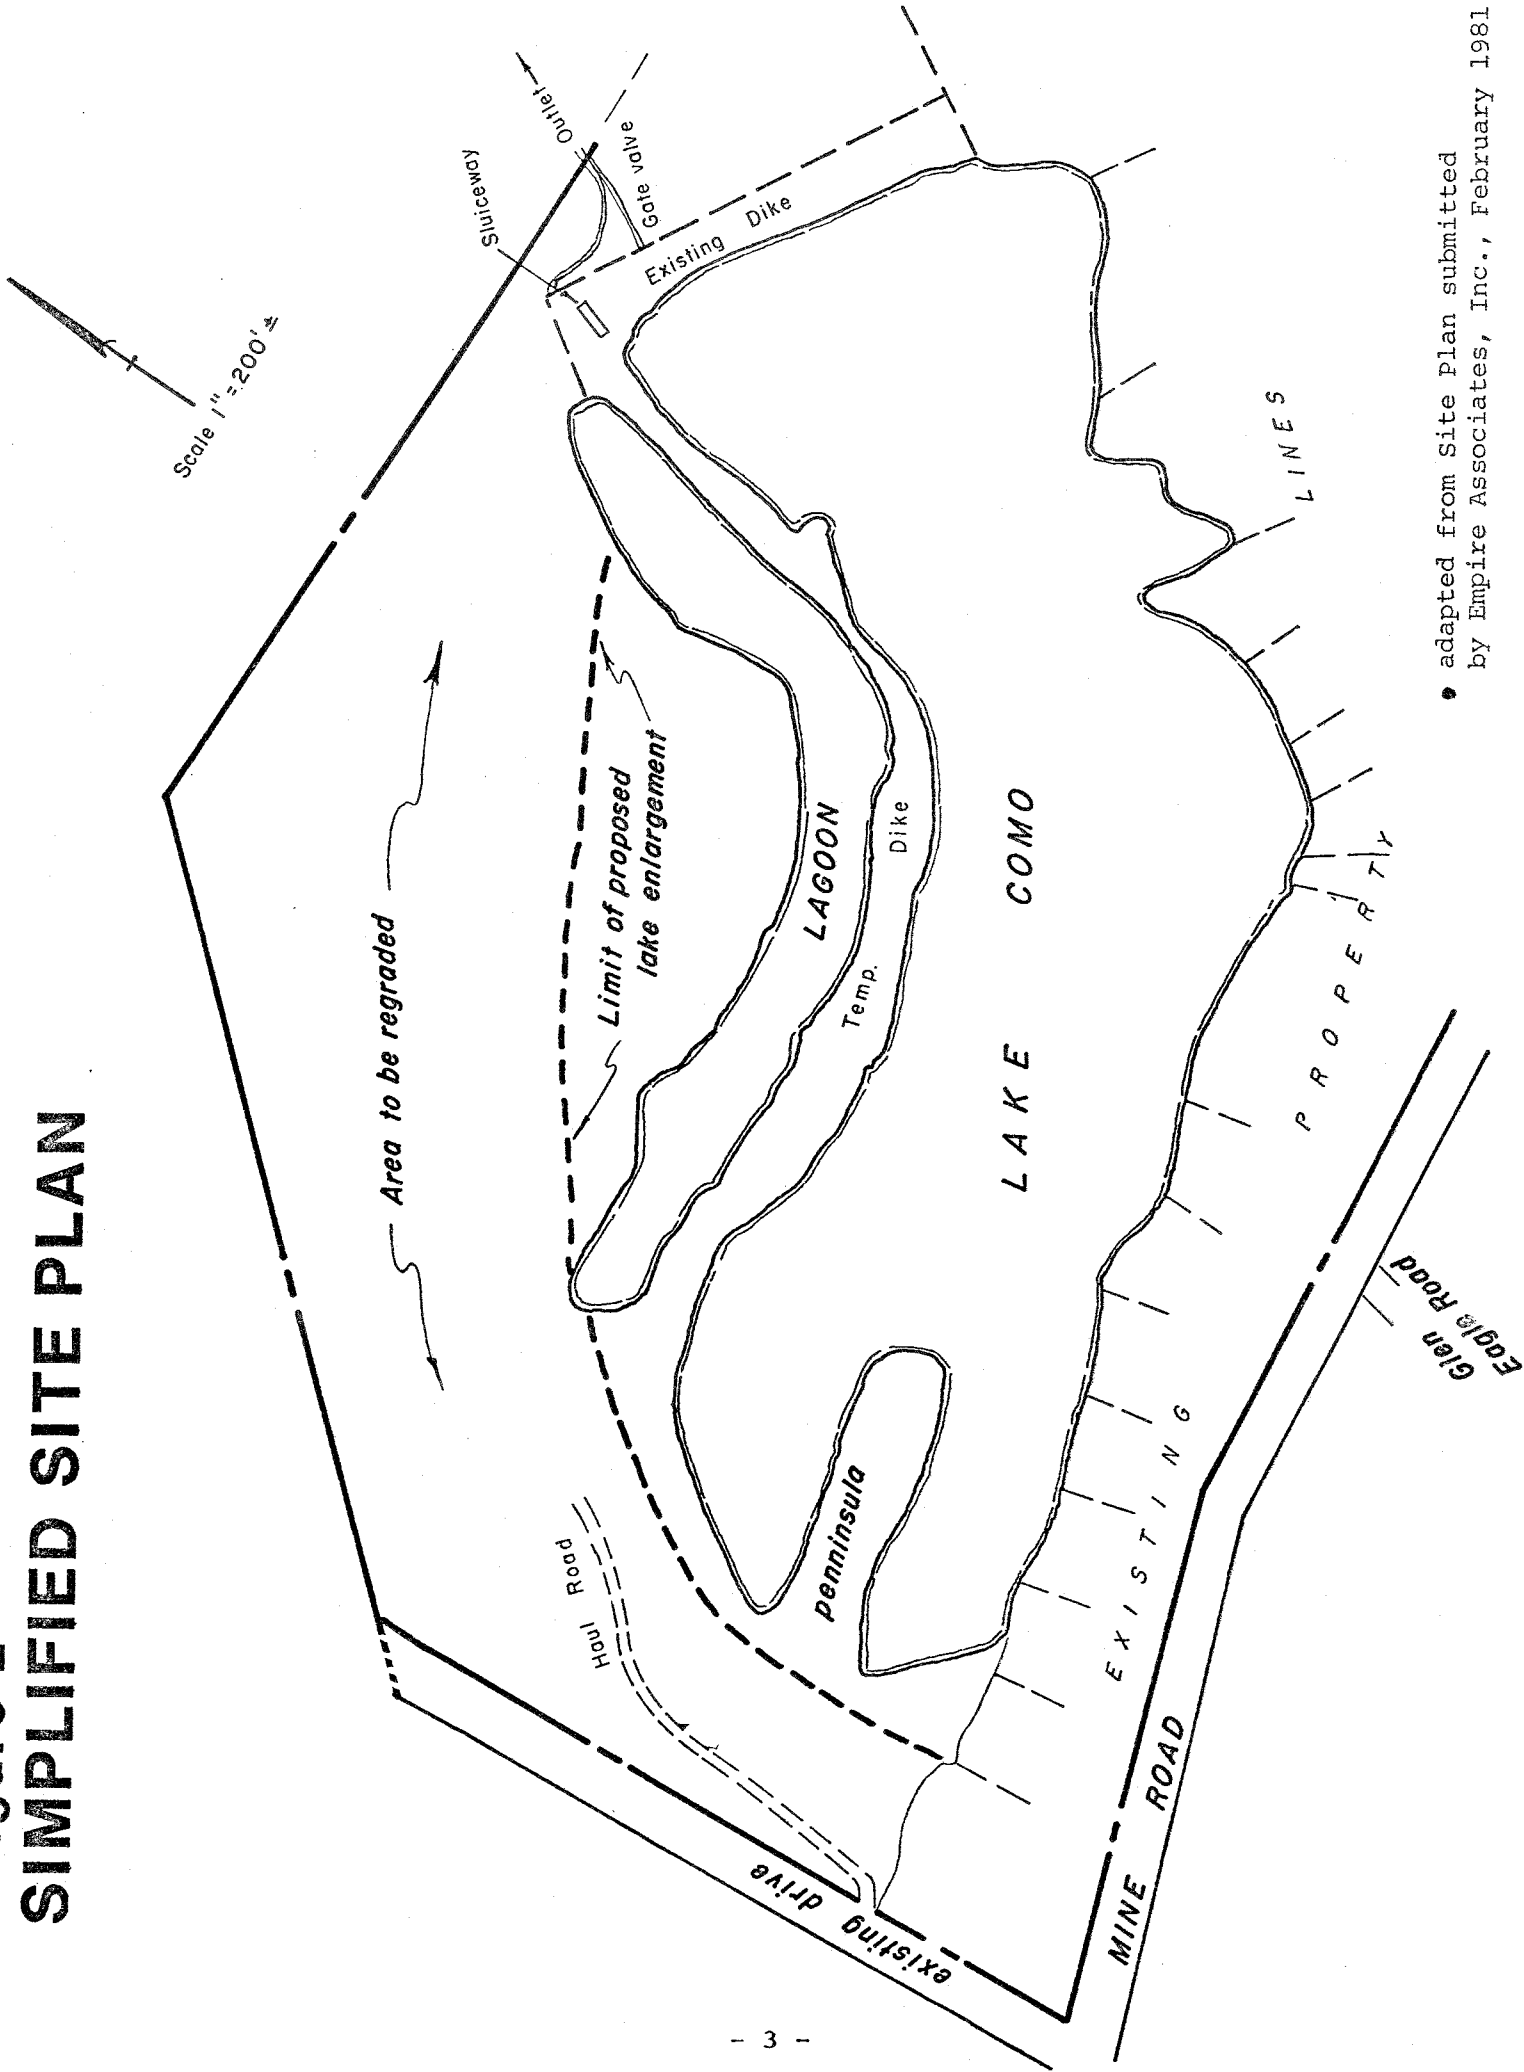 SIMPLIFIED SITE PLAN
Scale 1" = 200' ±
Sluiceway
Outlet
Gate valve
Existing Dike
Area to be regraded
Limit of proposed
lake enlargement
LAGOON
Temp. Dike
LAKE COMO
Haul Road
penninsula
existing drive
EXISTING PROPERTY LINES
MINE ROAD
Glen
Eagle Road
• adapted from Site Plan submitted
by Empire Associates, Inc., February 1981
- 3 -